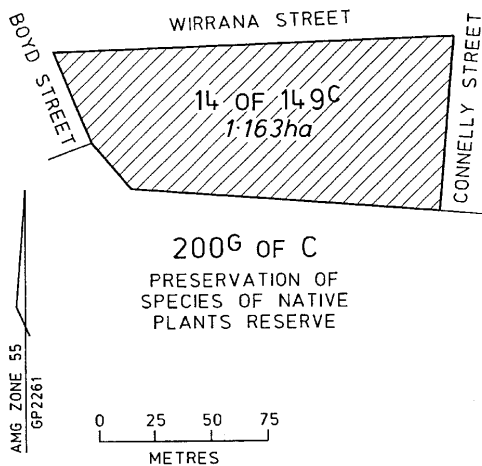 WIRRANA STREET
BOYD STREET
CONNELLY STREET
14 OF 149C
1·163ha
200G OF C
PRESERVATION OF
SPECIES OF NATIVE
PLANTS RESERVE
AMG ZONE 55
GP2261
0 25 50 75
METRES